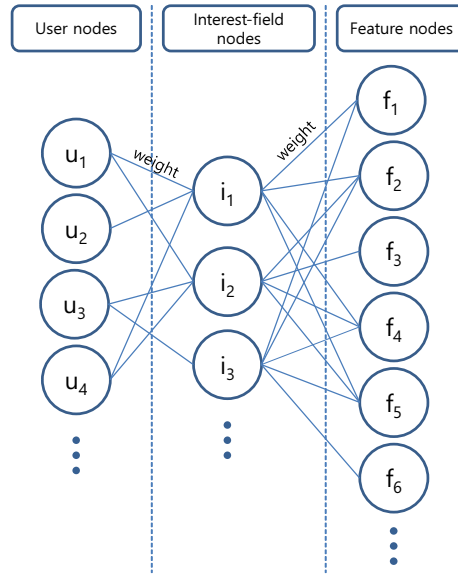 User nodes
Interest-field
nodes
Feature nodes
u1
u2
u3
u4
weight
i1
i2
i3
weight
f1
f2
f3
f4
f5
f6